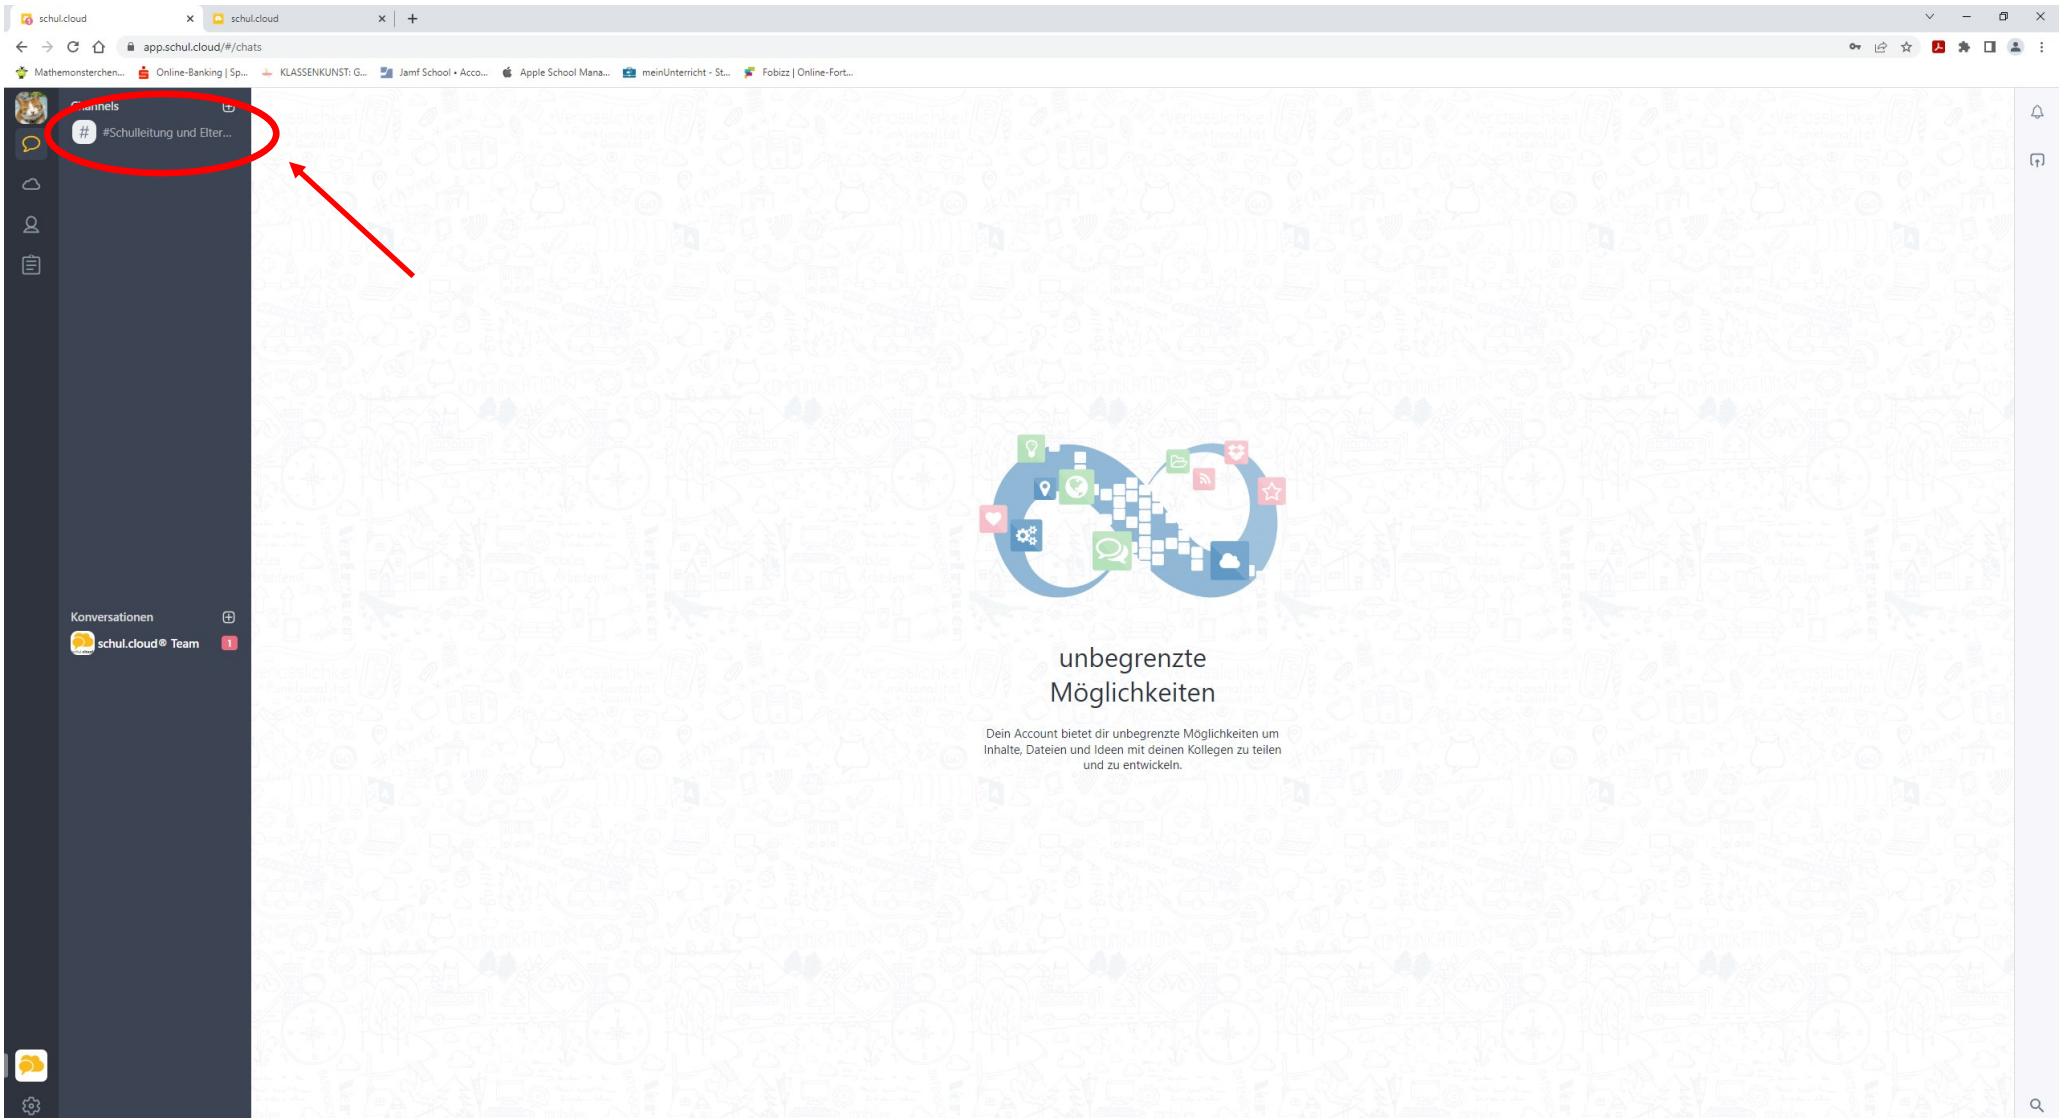 schul.cloud
schul.cloud
app.schul.cloud/#/chats
Mathemonsterchen...
Online-Banking | Sp...
KLASSENKUNST: G...
Jamf School • Acco...
Apple School Mana...
meinUnterricht - St...
Fobizz | Online-Fort...
Channels
# #Schulleitung und Elter...
Konversationen
schul.cloud® Team 1
unbegrenzte
Möglichkeiten
Dein Account bietet dir unbegrenzte Möglichkeiten um
Inhalte, Dateien und Ideen mit deinen Kollegen zu teilen
und zu entwickeln.